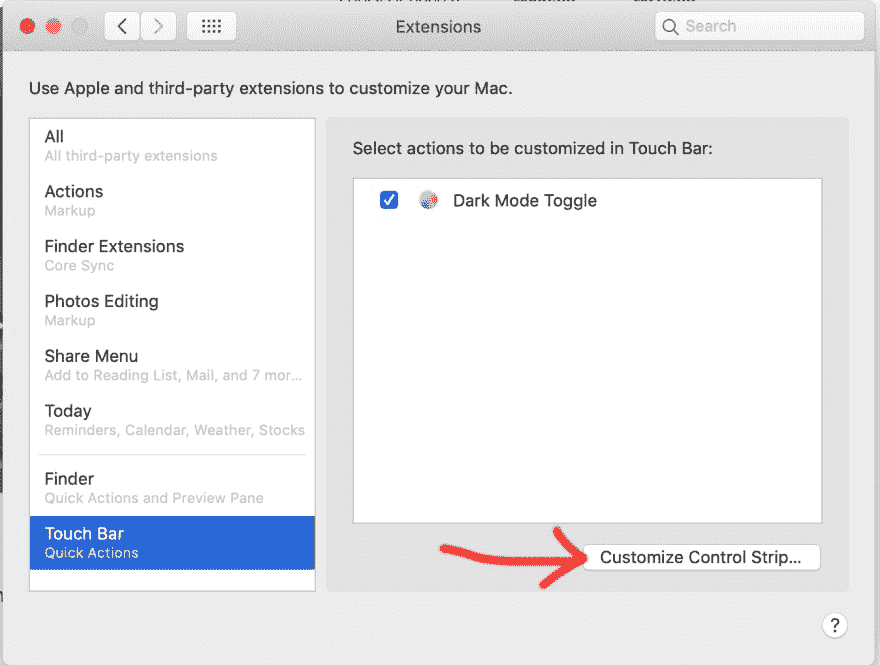 Extensions
Search
Use Apple and third-party extensions to customize your Mac.
All
All third-party extensions
Actions
Markup
Finder Extensions
Core Sync
Photos Editing
Markup
Share Menu
Add to Reading List, Mail, and 7 mor...
Today
Reminders, Calendar, Weather, Stocks
Finder
Quick Actions and Preview Pane
Touch Bar
Quick Actions
Select actions to be customized in Touch Bar:
Dark Mode Toggle
Customize Control Strip...
?